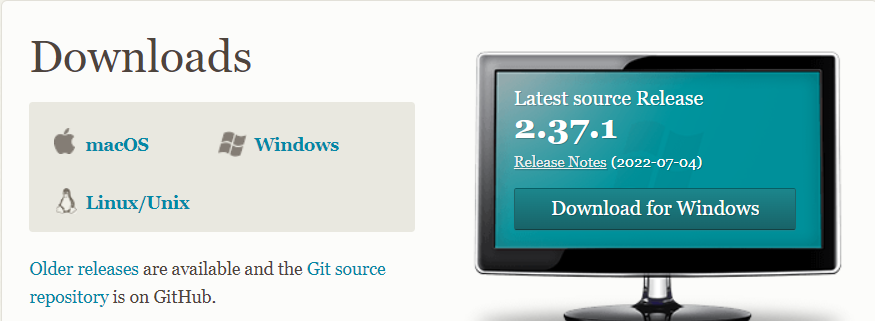 Downloads
macOS
Windows
Linux/Unix
Older releases are available and the Git source
repository is on GitHub.
Latest source Release
2.37.1
Release Notes (2022-07-04)
Download for Windows